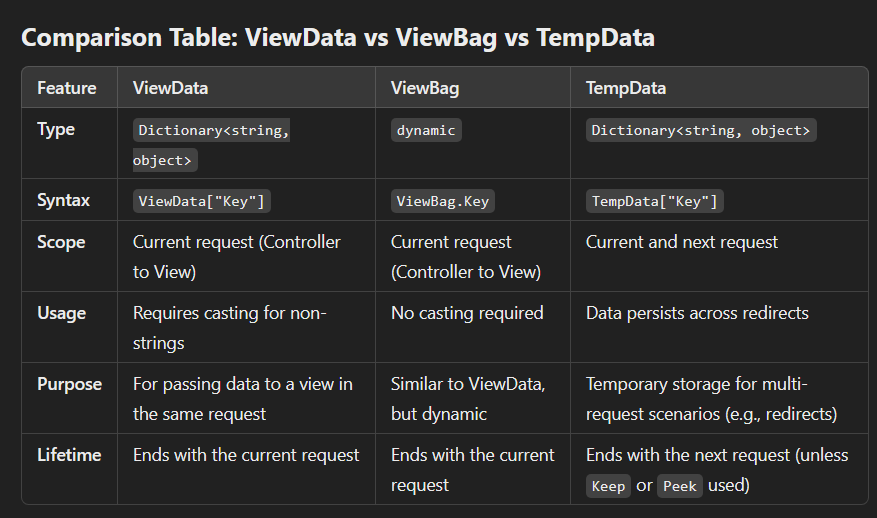 Comparison Table: ViewData vs ViewBag vs TempData
Feature ViewData ViewBag TempData
Type Dictionary<string, dynamic Dictionary<string, object>
object>
Syntax ViewData["Key"] ViewBag.Key TempData["Key"]
Scope Current request (Controller Current request Current and next request
to View) (Controller to View)
Usage Requires casting for non- No casting required Data persists across redirects
strings
Purpose For passing data to a view in Similar to ViewData, Temporary storage for multi-
the same request but dynamic request scenarios (e.g., redirects)
Lifetime Ends with the current request Ends with the current Ends with the next request (unless
request Keep or Peek used)